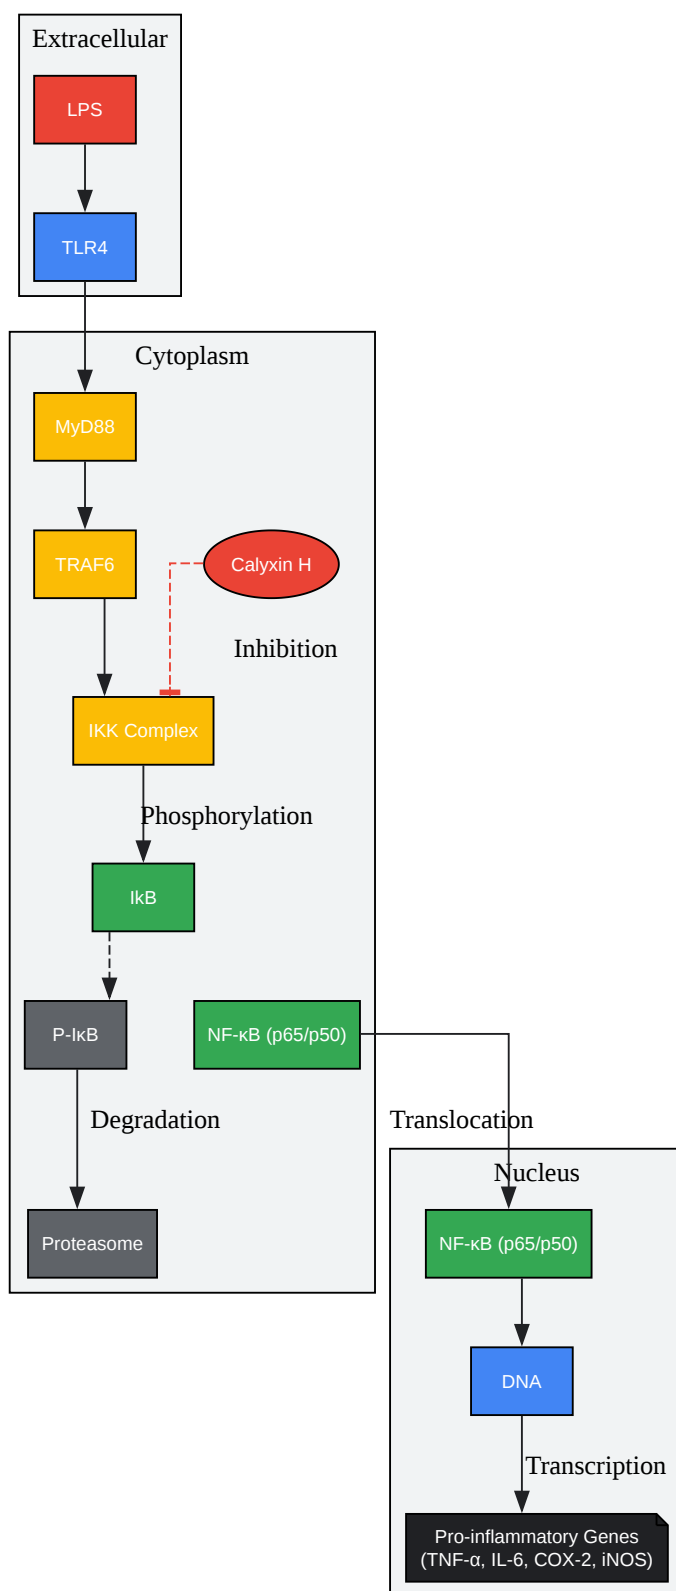 Extracellular
LPS
TLR4
Cytoplasm
MyD88
TRAF6
Calyxin H
Inhibition
IKK Complex
Phosphorylation
IkB
P-IκB
NF-κB (p65/p50)
Degradation
Translocation
Nucleus
Proteasome
NF-κB (p65/p50)
DNA
Transcription
Pro-inflammatory Genes
(TNF-α, IL-6, COX-2, iNOS)